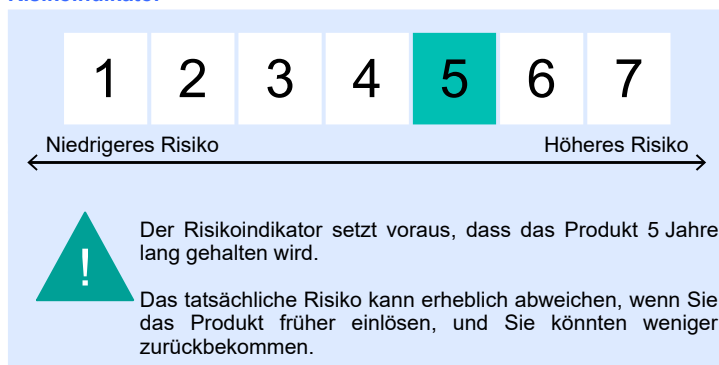 1 2 3 4 5 6 7
Niedrigeres Risiko Höheres Risiko
!
Der Risikoindikator setzt voraus, dass das Produkt 5 Jahre
lang gehalten wird.
Das tatsächliche Risiko kann erheblich abweichen, wenn Sie
das Produkt früher einlösen, und Sie könnten weniger
zurückbekommen.